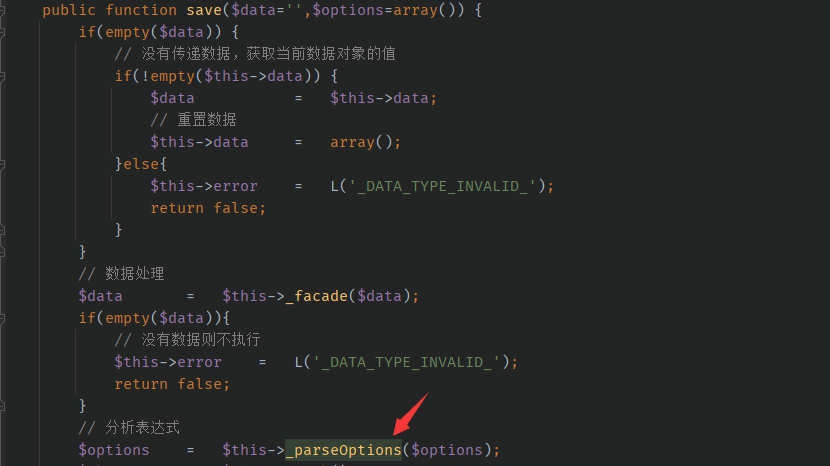 public function save($data='',$options=array()) {
if(empty($data)) {
// 没有传递数据，获取当前数据对象的值
if(!empty($this->data)) {
$data = $this->data;
// 重置数据
$this->data = array();
}else{
$this->error = L('_DATA_TYPE_INVALID_');
return false;
}
}
// 数据处理
$data = $this->_facade($data);
if(empty($data)){
// 没有数据则不执行
$this->error = L('_DATA_TYPE_INVALID_');
return false;
}
// 分析表达式
$options = $this->_parseOptions($options);